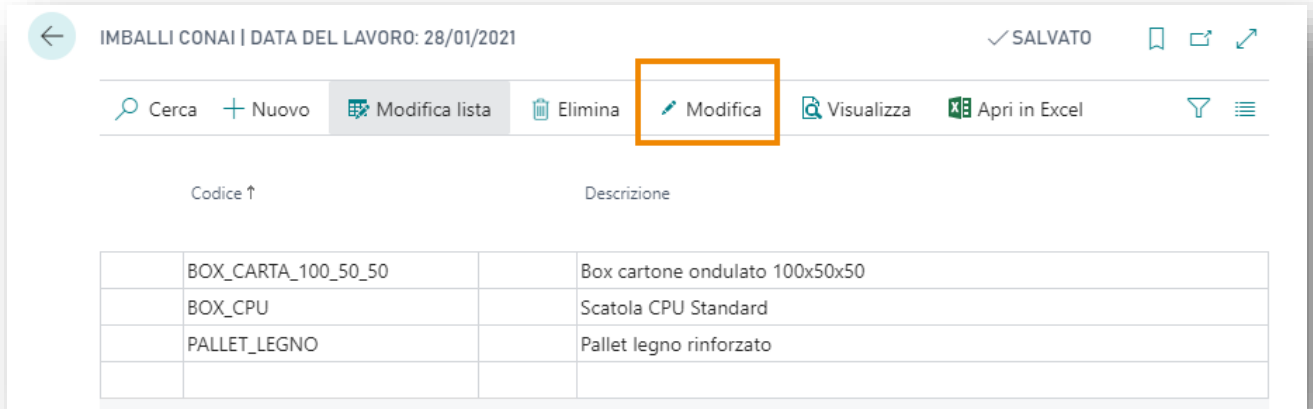 IMBALLI CONAI | DATA DEL LAVORO: 28/01/2021 SALVATO
Cerca Nuovo Modifica lista Elimina Modifica Visualizza Apri in Excel
Codice ↑ Descrizione
BOX_CARTA_100_50_50 Box cartone ondulato 100x50x50
BOX_CPU Scatola CPU Standard
PALLET_LEGNO Pallet legno rinforzato